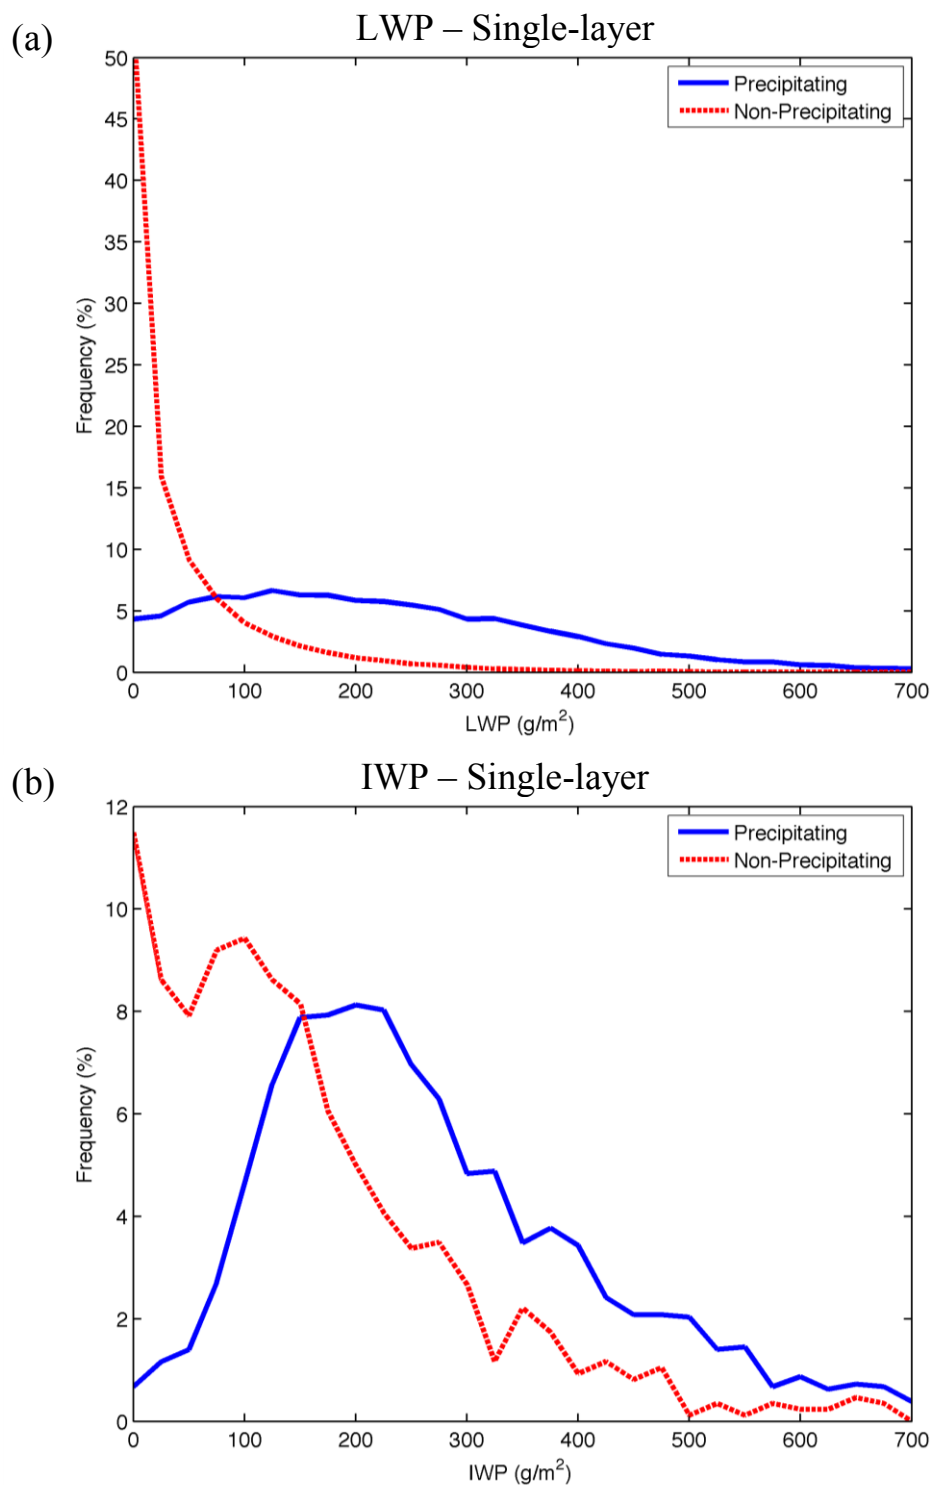 (a)
LWP – Single-layer
50
45
40
35
30
25
20
15
10
5
0
Frequency (%)
Precipitating
Non-Precipitating
0 100 200 300 400 500 600 700
LWP (g/m²)
(b)
IWP – Single-layer
12
10
8
6
4
2
0
Frequency (%)
Precipitating
Non-Precipitating
0 100 200 300 400 500 600 700
IWP (g/m²)